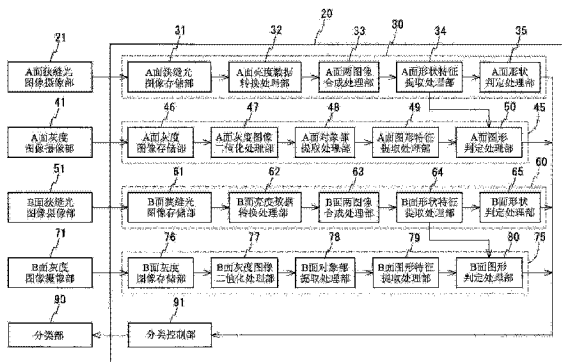 20
21
31
32
33
30
34
35
A面狭缝光
图像摄像部
A面狭缝光
图像存储部
A面亮度数据
转换处理部
A面两图像
合成处理部
A面形状特征
提取处理部
A面形状
判定处理部
41
46
47
48
49
50
45
A面灰度
图像摄像部
A面灰度
图像存储部
A面灰度图像
二值化处理部
A面对象部
提取处理部
A面图形特征
提取处理部
A面图形
判定处理部
51
61
62
63
64
65
60
B面狭缝光
图像摄像部
B面狭缝光
图像存储部
B面亮度数据
转换处理部
B面两图像
合成处理部
B面形状特征
提取处理部
B面形状
判定处理部
71
76
77
78
79
80
75
B面灰度
图像摄像部
B面灰度
图像存储部
B面灰度图像
二值化处理部
B面对象部
提取处理部
B面图形特征
提取处理部
B面图形
判定处理部
90
91
分类部
分类控制部